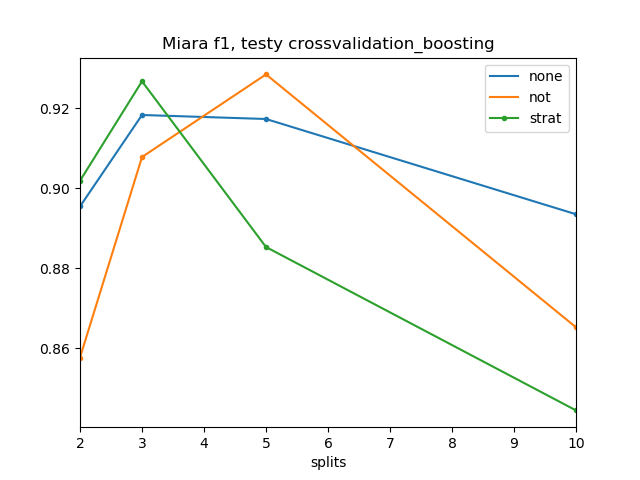 Miara f1, testy crossvalidation_boosting
none
not
strat
0.92
0.90
0.88
0.86
2 3 4 5 6 7 8 9 10
splits